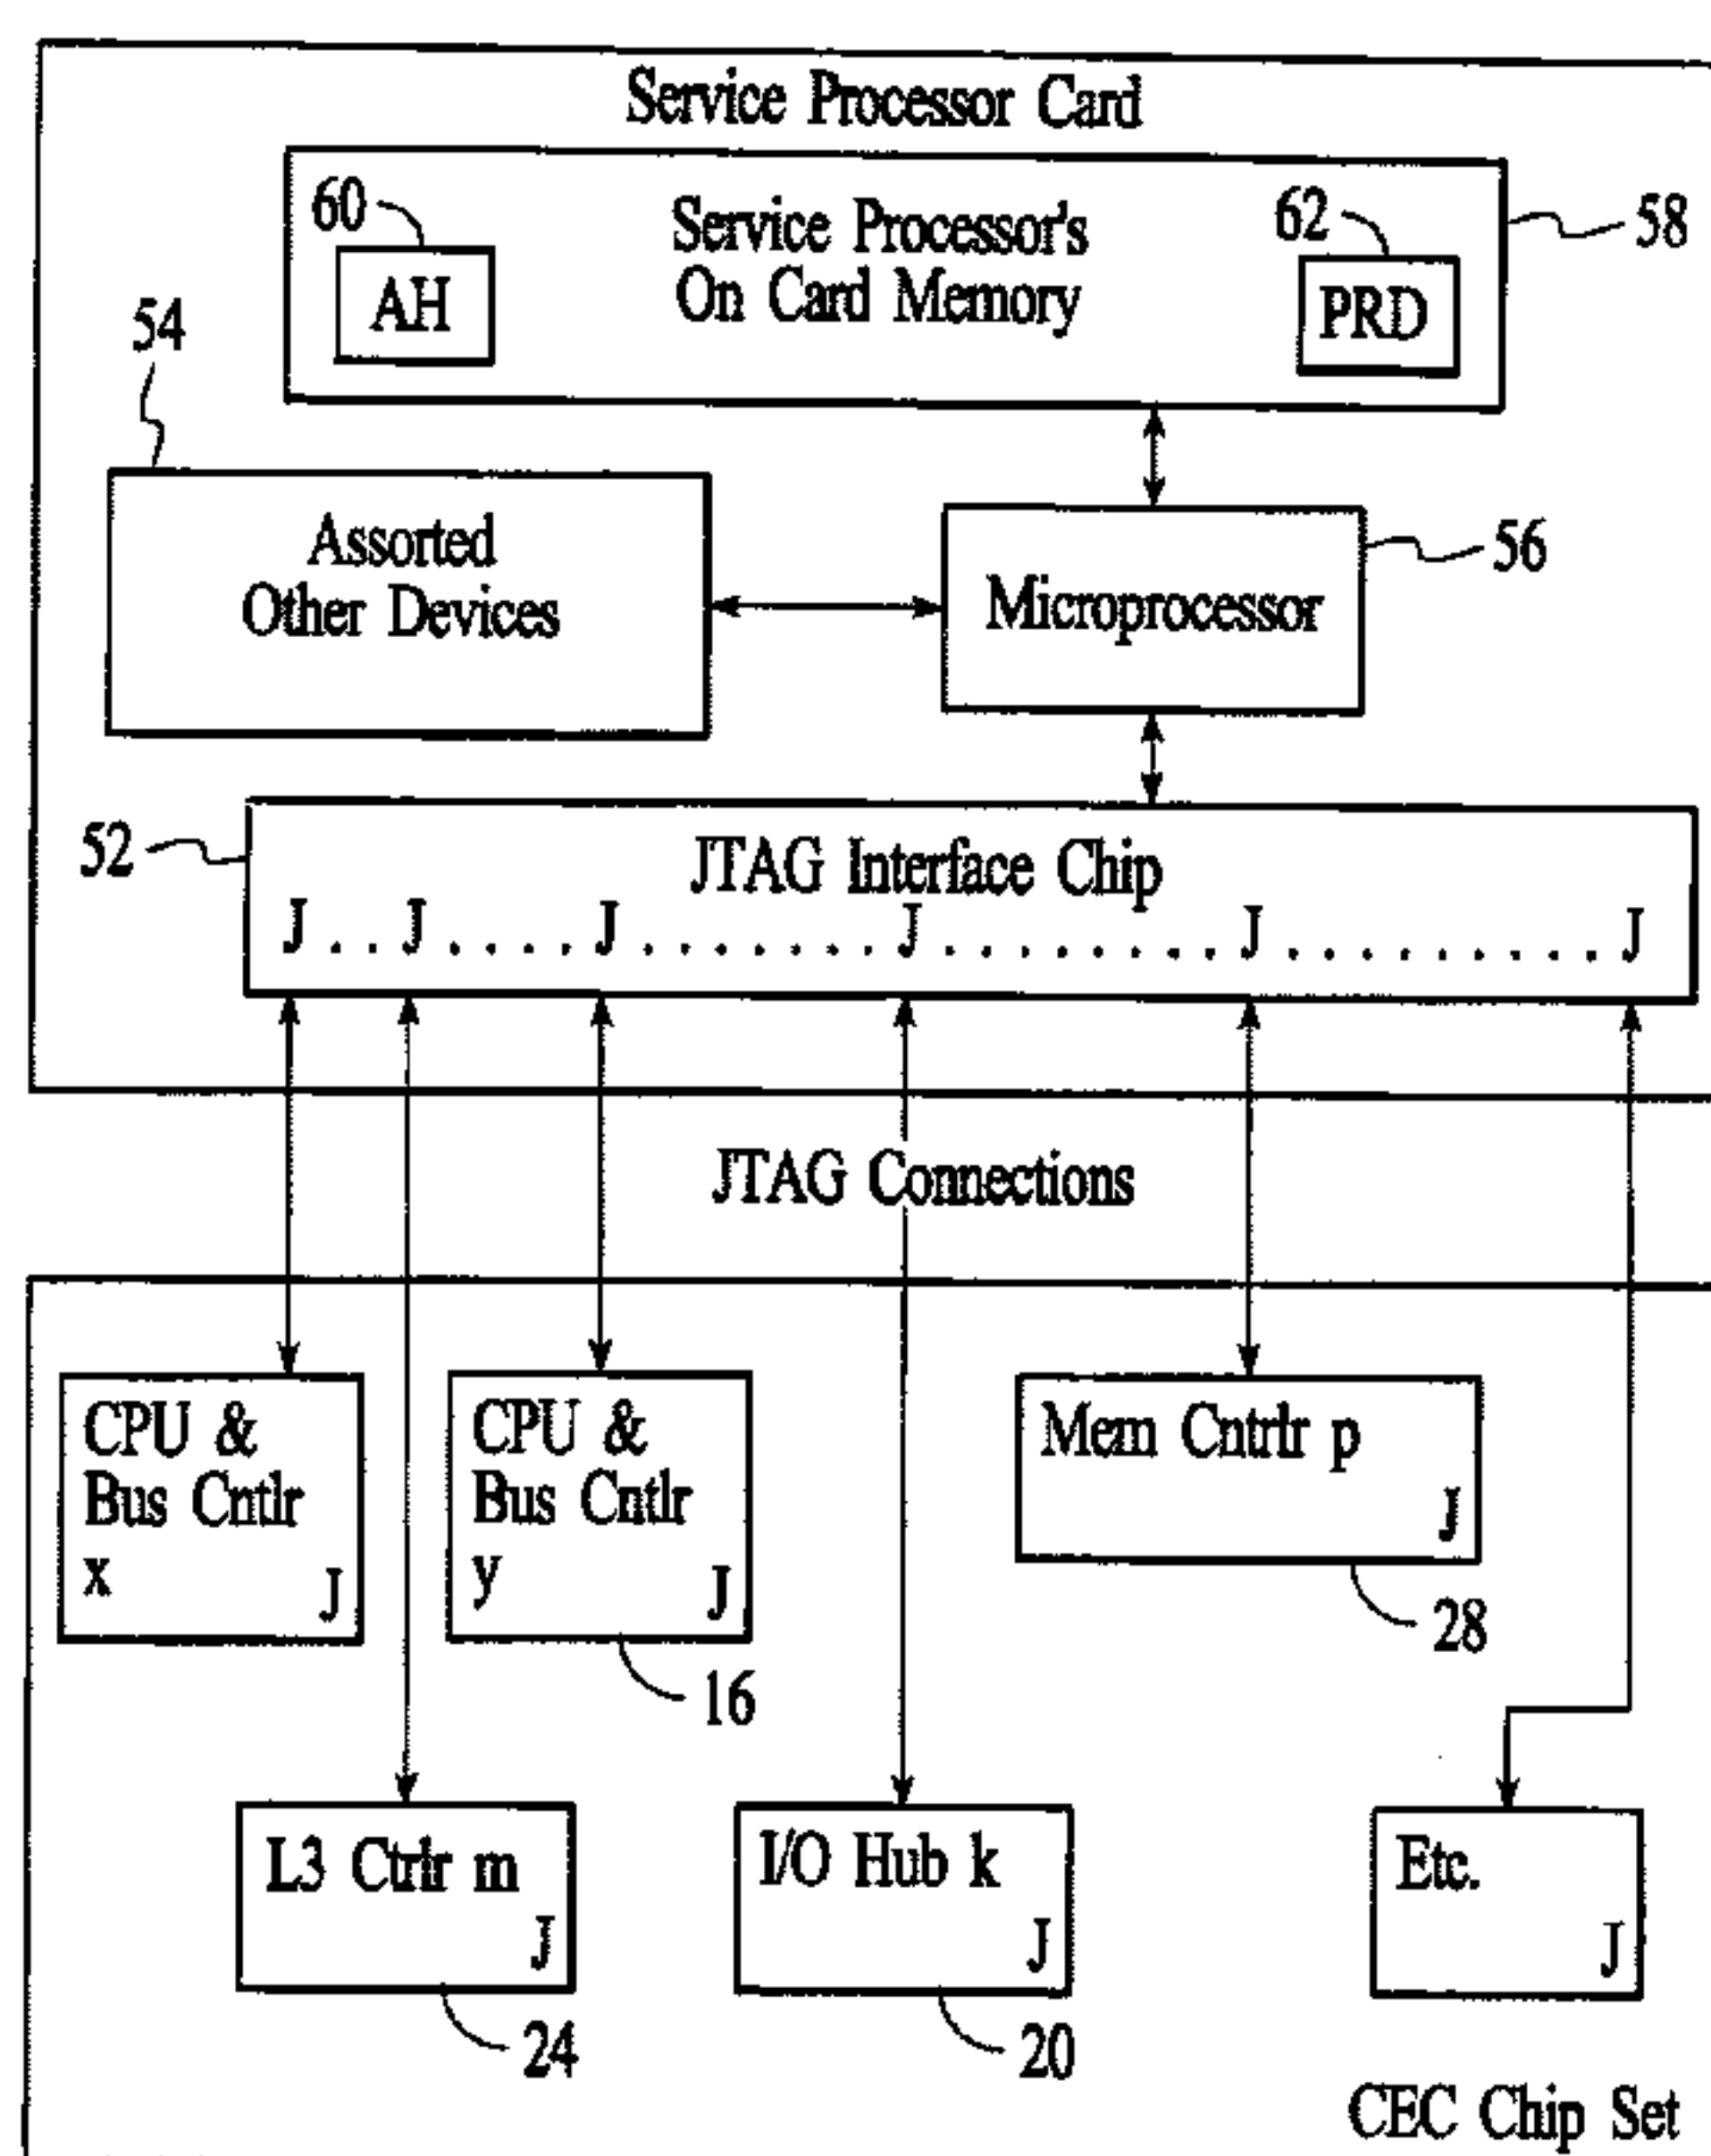 Service Processor Card
60
Service Processor's
On Card Memory
62
58
AH
PRD
54
Assorted
Other Devices
Microprocessor
56
52
JTAG Interface Chip
J . . J . . . . J . . . . . . . J . . . . . . . . J . . . . . . . . . J
JTAG Connections
CPU &
Bus Cntlr
x
J
CPU &
Bus Cntlr
y
J
16
Mem Cntrlr p
J
28
L3 Ctrlr m
J
24
I/O Hub k
J
20
Etc.
J
CEC Chip Set